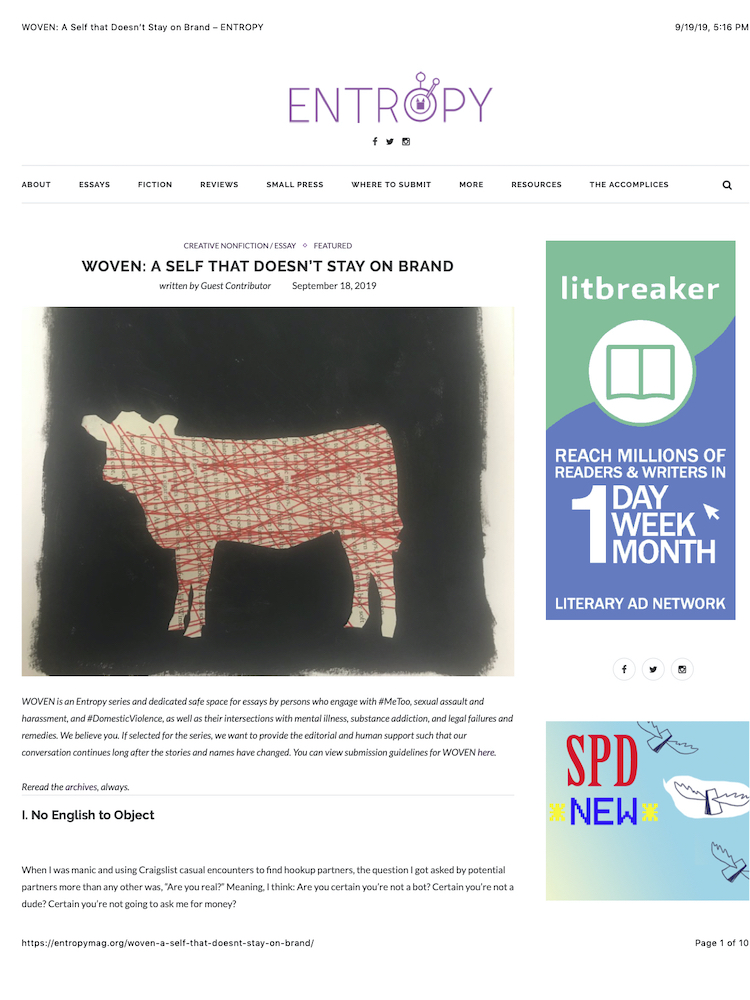 WOVEN: A Self that Doesn't Stay on Brand – ENTROPY
9/19/19, 5:16 PM
ENTROPY
ABOUT ESSAYS FICTION REVIEWS SMALL PRESS WHERE TO SUBMIT MORE RESOURCES THE ACCOMPLICES
CREATIVE NONFICTION / ESSAY ◇ FEATURED
WOVEN: A SELF THAT DOESN'T STAY ON BRAND
written by Guest Contributor September 18, 2019
WOVEN is an Entropy series and dedicated safe space for essays by persons who engage with #MeToo, sexual assault and
harassment, and #DomesticViolence, as well as their intersections with mental illness, substance addiction, and legal failures and
remedies. We believe you. If selected for the series, we want to provide the editorial and human support such that our
conversation continues long after the stories and names have changed. You can view submission guidelines for WOVEN here.
Reread the archives, always.
I. No English to Object
When I was manic and using Craigslist casual encounters to find hookup partners, the question I got asked by potential
partners more than any other was, "Are you real?" Meaning, I think: Are you certain you're not a bot? Certain you're not a
dude? Certain you're not going to ask me for money?
litbreaker
REACH MILLIONS OF
READERS & WRITERS IN
1 DAY
WEEK
MONTH
LITERARY AD NETWORK
SPD
*NEW*
https://entropymag.org/woven-a-self-that-doesnt-stay-on-brand/
Page 1 of 10